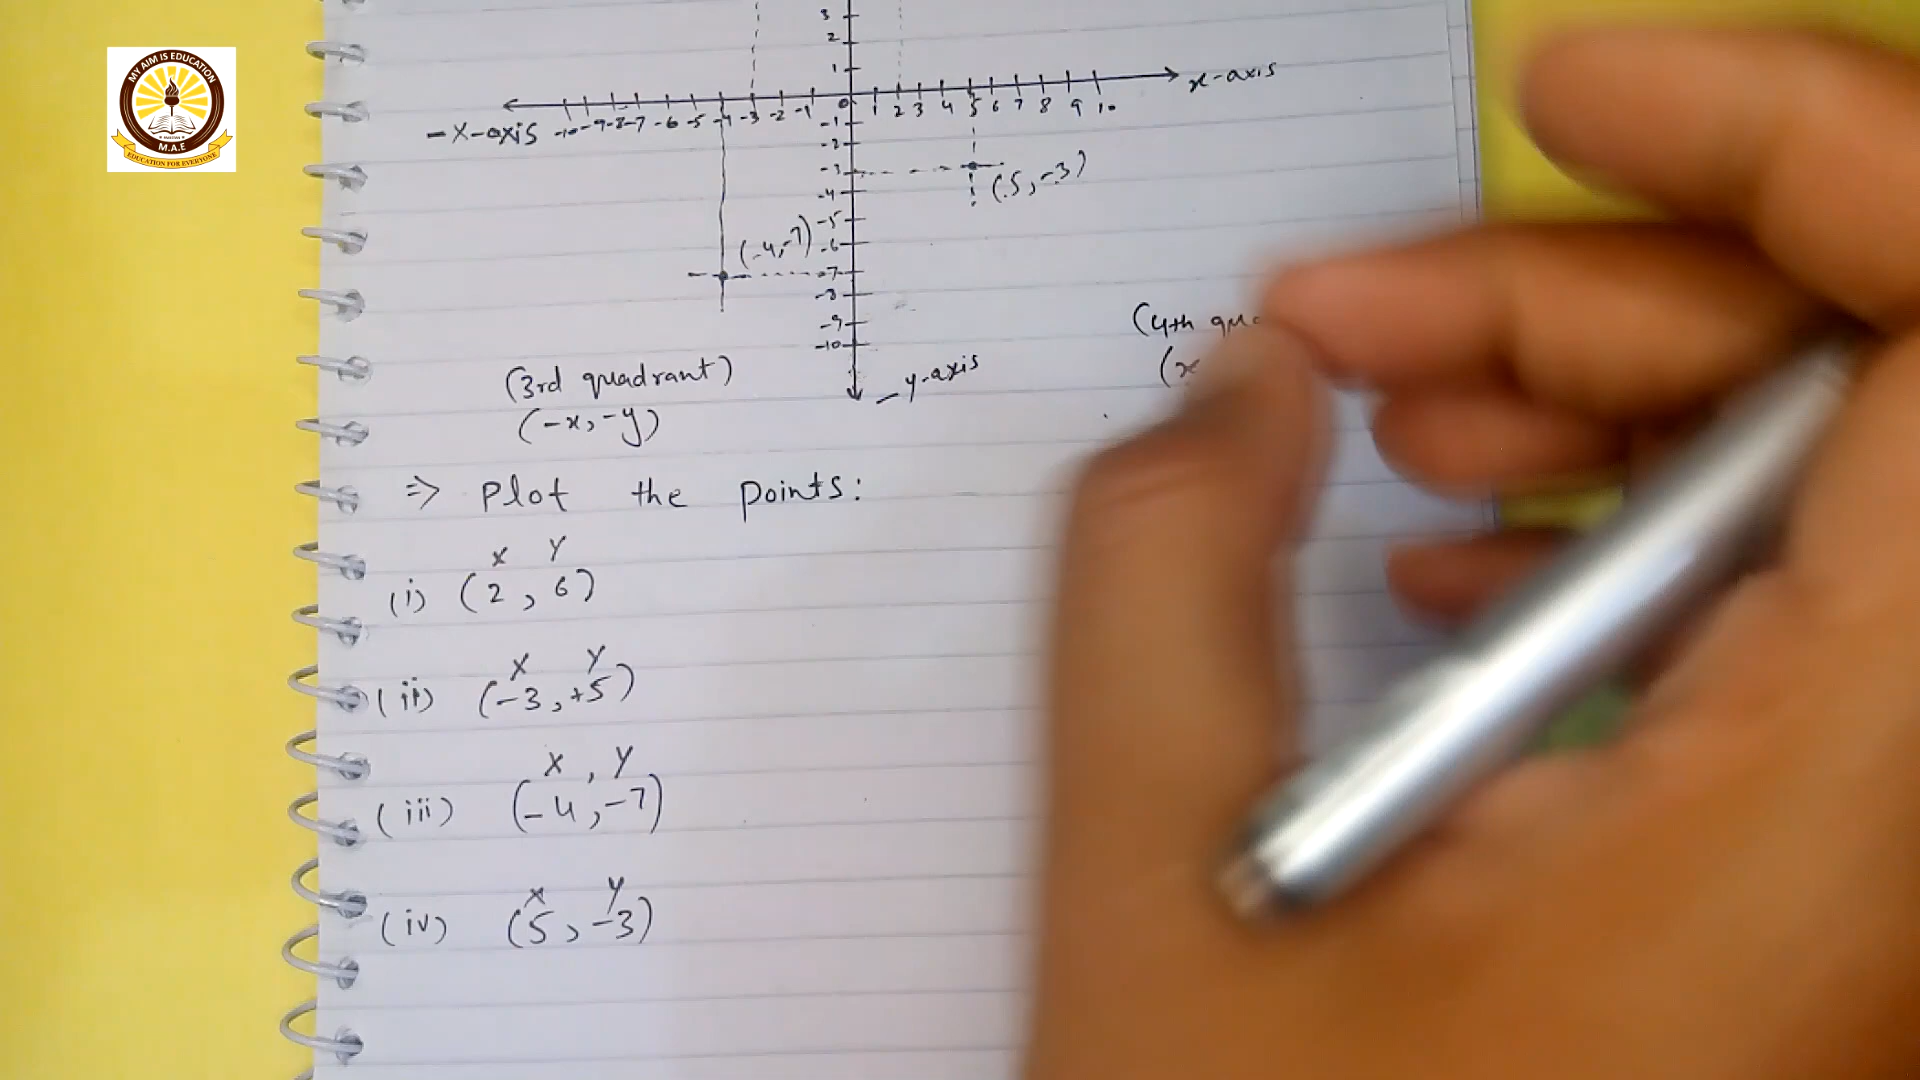 MY AIM IS EDUCATION
M.A.E
EDUCATION FOR EVERYONE
3
2
1
x-axis
-X-axis -10 -9 -8 -7 -6 -5 -4 -3 -2 -1 0 1 2 3 4 5 6 7 8 9 10
-1
-2
-3
(5, -3)
-4
-5
(-4, -7)
-6
-7
-8
-9
-10
(4th
(x
-y-axis
(3rd quadrant)
(-x, -y)
=> Plot the points:
X Y
(i) (2, 6)
X Y
(ii) (-3, +5)
X , Y
(iii) (-4, -7)
X Y
(iv) (5, -3)